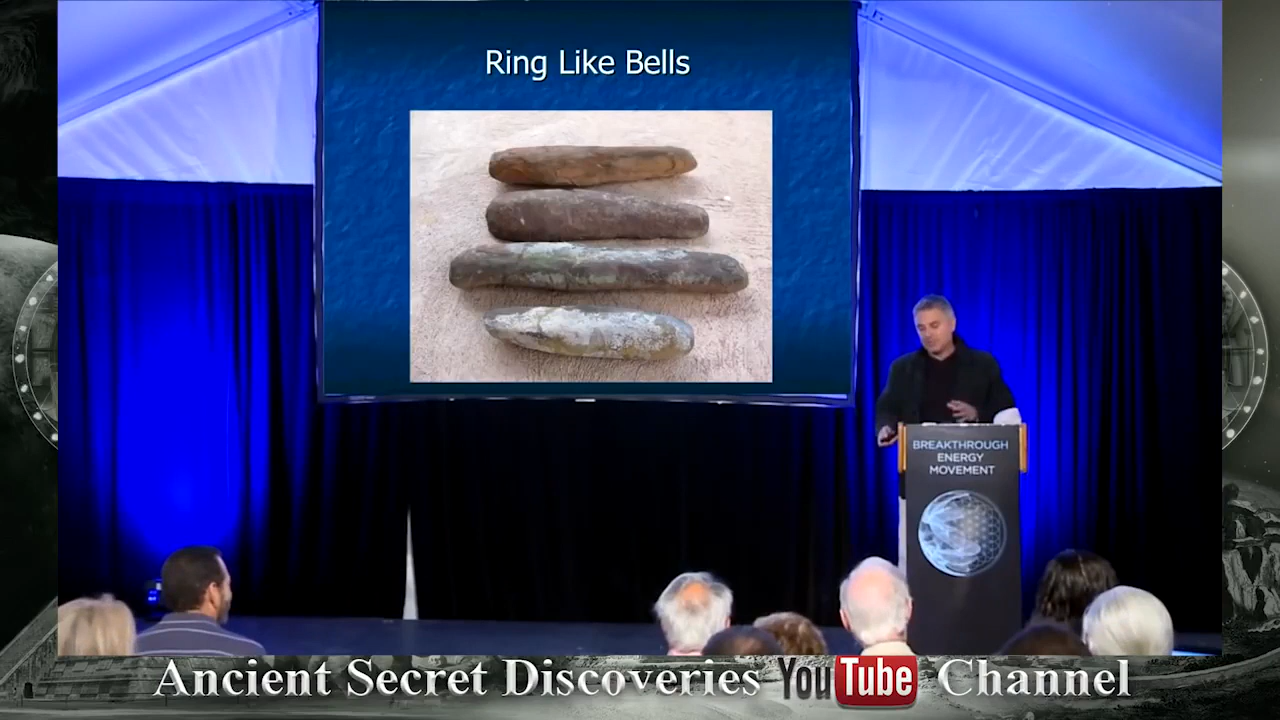 Ring Like Bells
BREAKTHROUGH
ENERGY
MOVEMENT
Ancient Secret Discoveries YouTube Channel